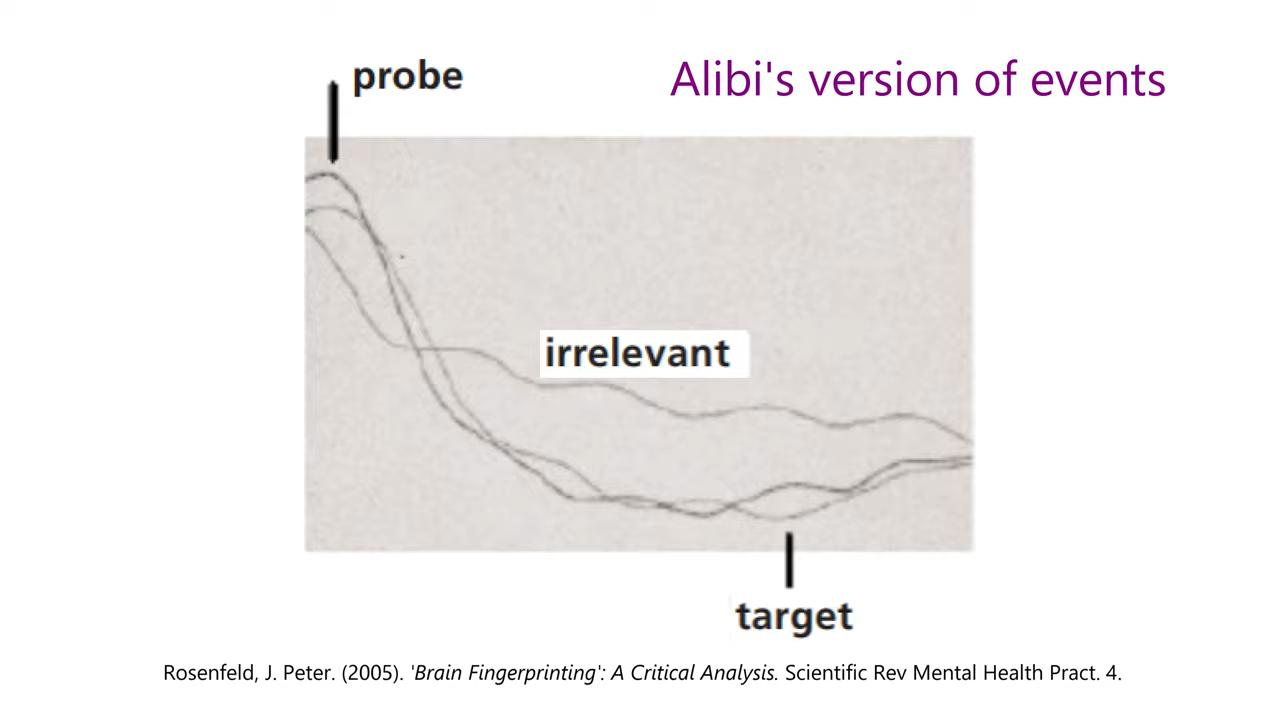 probe
Alibi's version of events
irrelevant
target
Rosenfeld, J. Peter. (2005). 'Brain Fingerprinting': A Critical Analysis. Scientific Rev Mental Health Pract. 4.